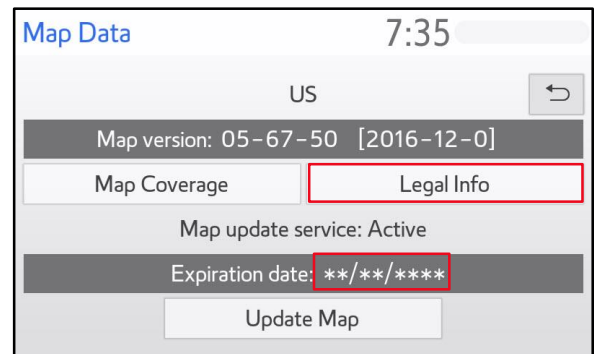 Map Data 7:35
US
Map version: 05-67-50 [2016-12-0]
Map Coverage Legal Info
Map update service: Active
Expiration date: **/**/****
Update Map